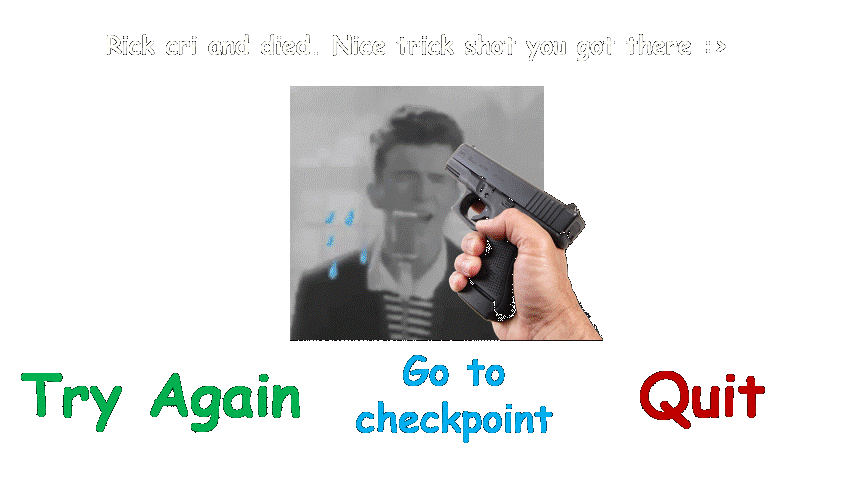 Rick cri and died. Nice trick shot you got there :>
Try Again
Go to
checkpoint
Quit